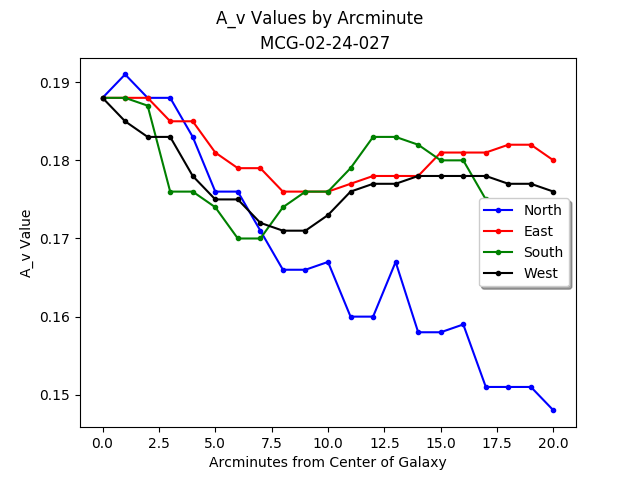 A_v Values by Arcminute
MCG-02-24-027
A_v Value
0.19
0.18
0.17
0.16
0.15
North
East
South
West
0.0 2.5 5.0 7.5 10.0 12.5 15.0 17.5 20.0
Arcminutes from Center of Galaxy